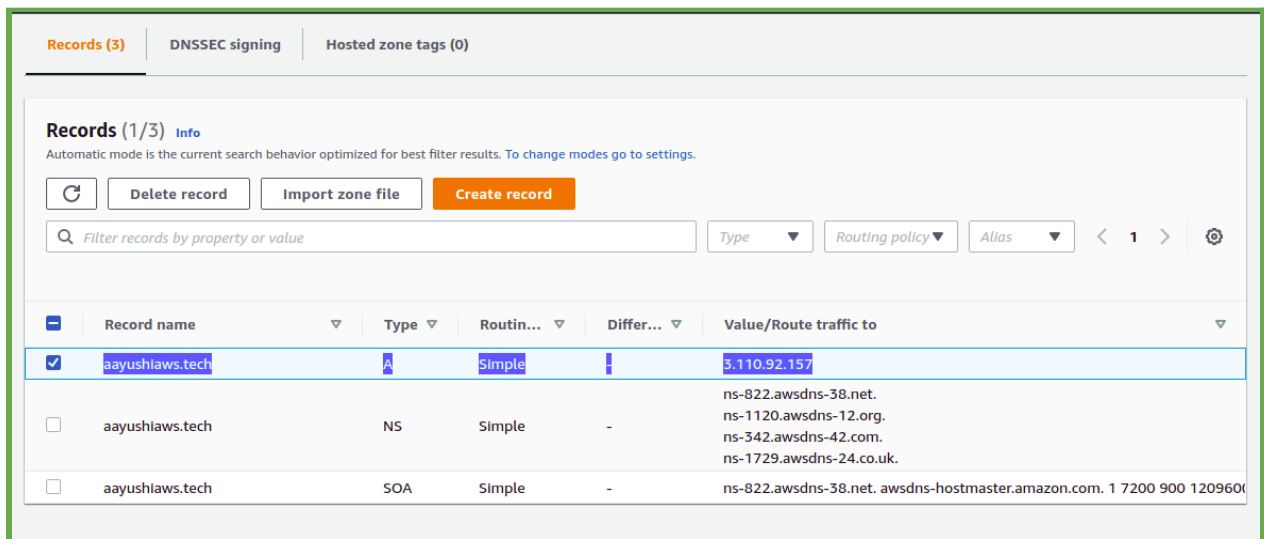 Records (3) DNSSEC signing Hosted zone tags (0)
Records (1/3) Info
Automatic mode is the current search behavior optimized for best filter results. To change modes go to settings.
Delete record Import zone file Create record
Filter records by property or value Type Routing policy Alias 1
Record name Type Routin... Differ... Value/Route traffic to
aayushiaws.tech A Simple - 3.110.92.157
ns-822.awsdns-38.net.
ns-1120.awsdns-12.org.
aayushiaws.tech NS Simple -
ns-342.awsdns-42.com.
ns-1729.awsdns-24.co.uk.
aayushiaws.tech SOA Simple - ns-822.awsdns-38.net. awsdns-hostmaster.amazon.com. 1 7200 900 1209600